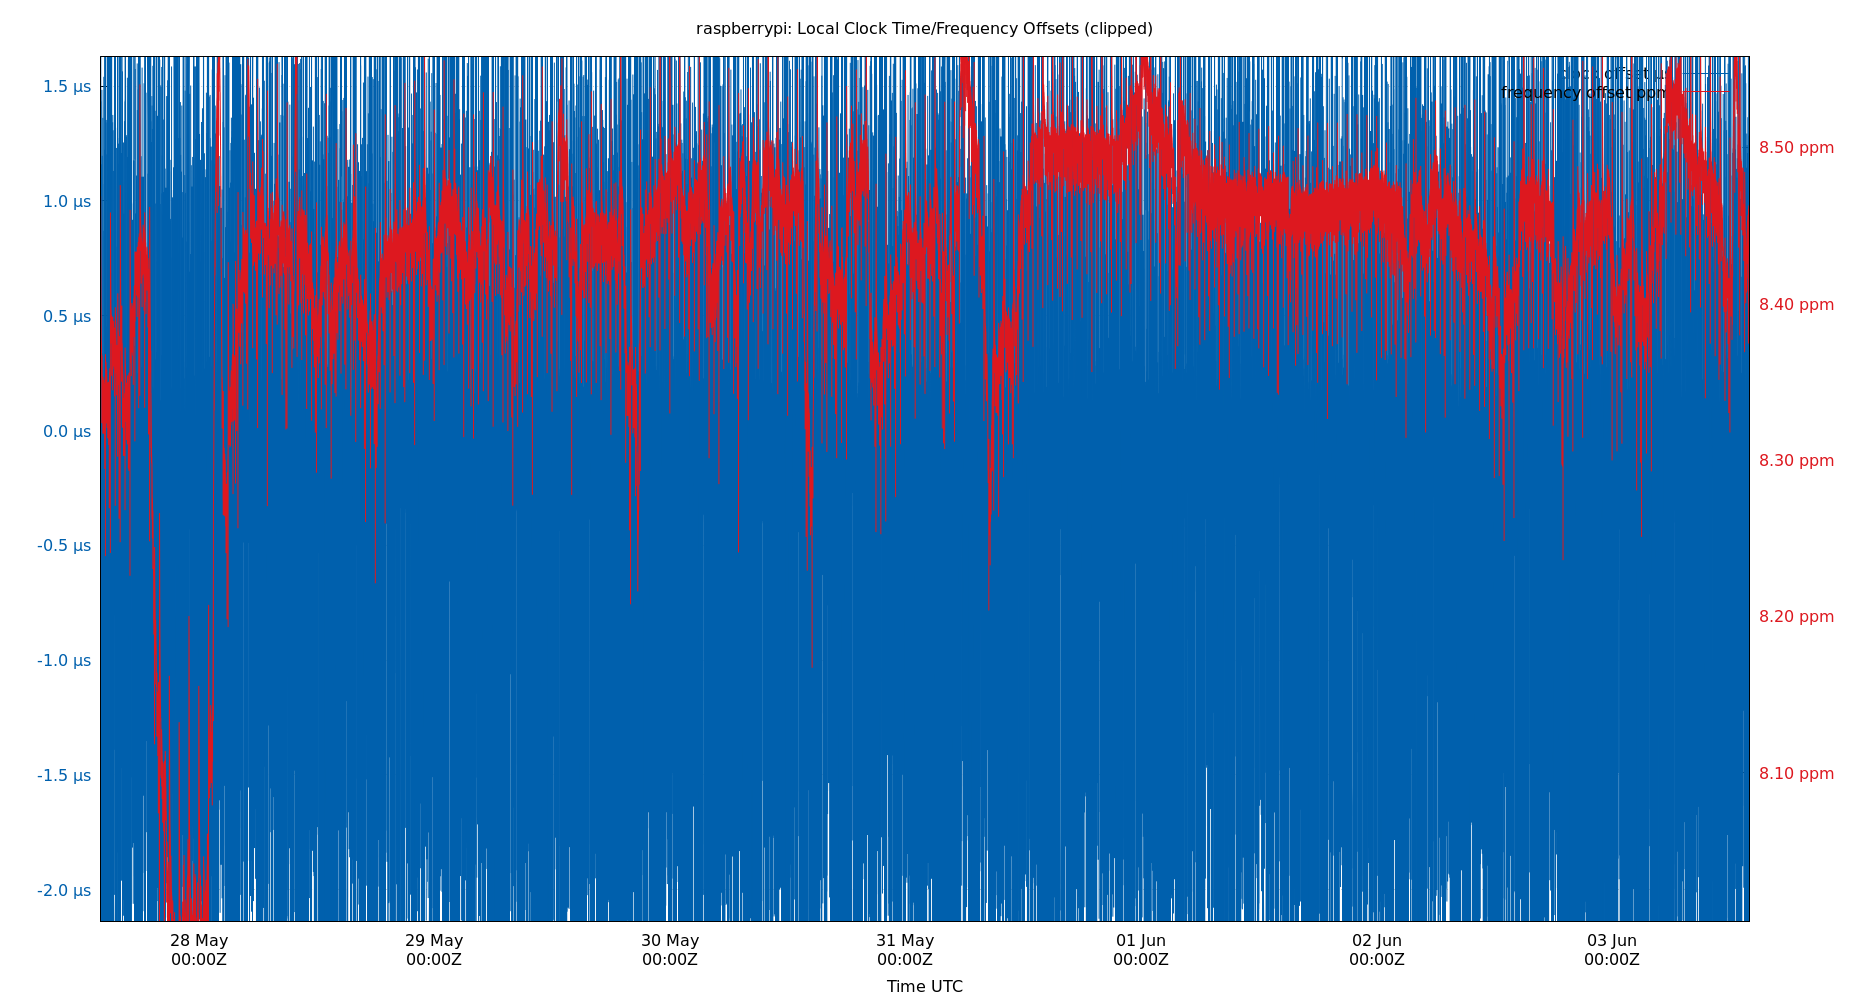 raspberrypi: Local Clock Time/Frequency Offsets (clipped)
clock offset µs
frequency offset ppm
1.5 µs
1.0 µs
0.5 µs
0.0 µs
-0.5 µs
-1.0 µs
-1.5 µs
-2.0 µs
8.50 ppm
8.40 ppm
8.30 ppm
8.20 ppm
8.10 ppm
28 May 29 May 30 May 31 May 01 Jun 02 Jun 03 Jun
00:00Z 00:00Z 00:00Z 00:00Z 00:00Z 00:00Z 00:00Z
Time UTC